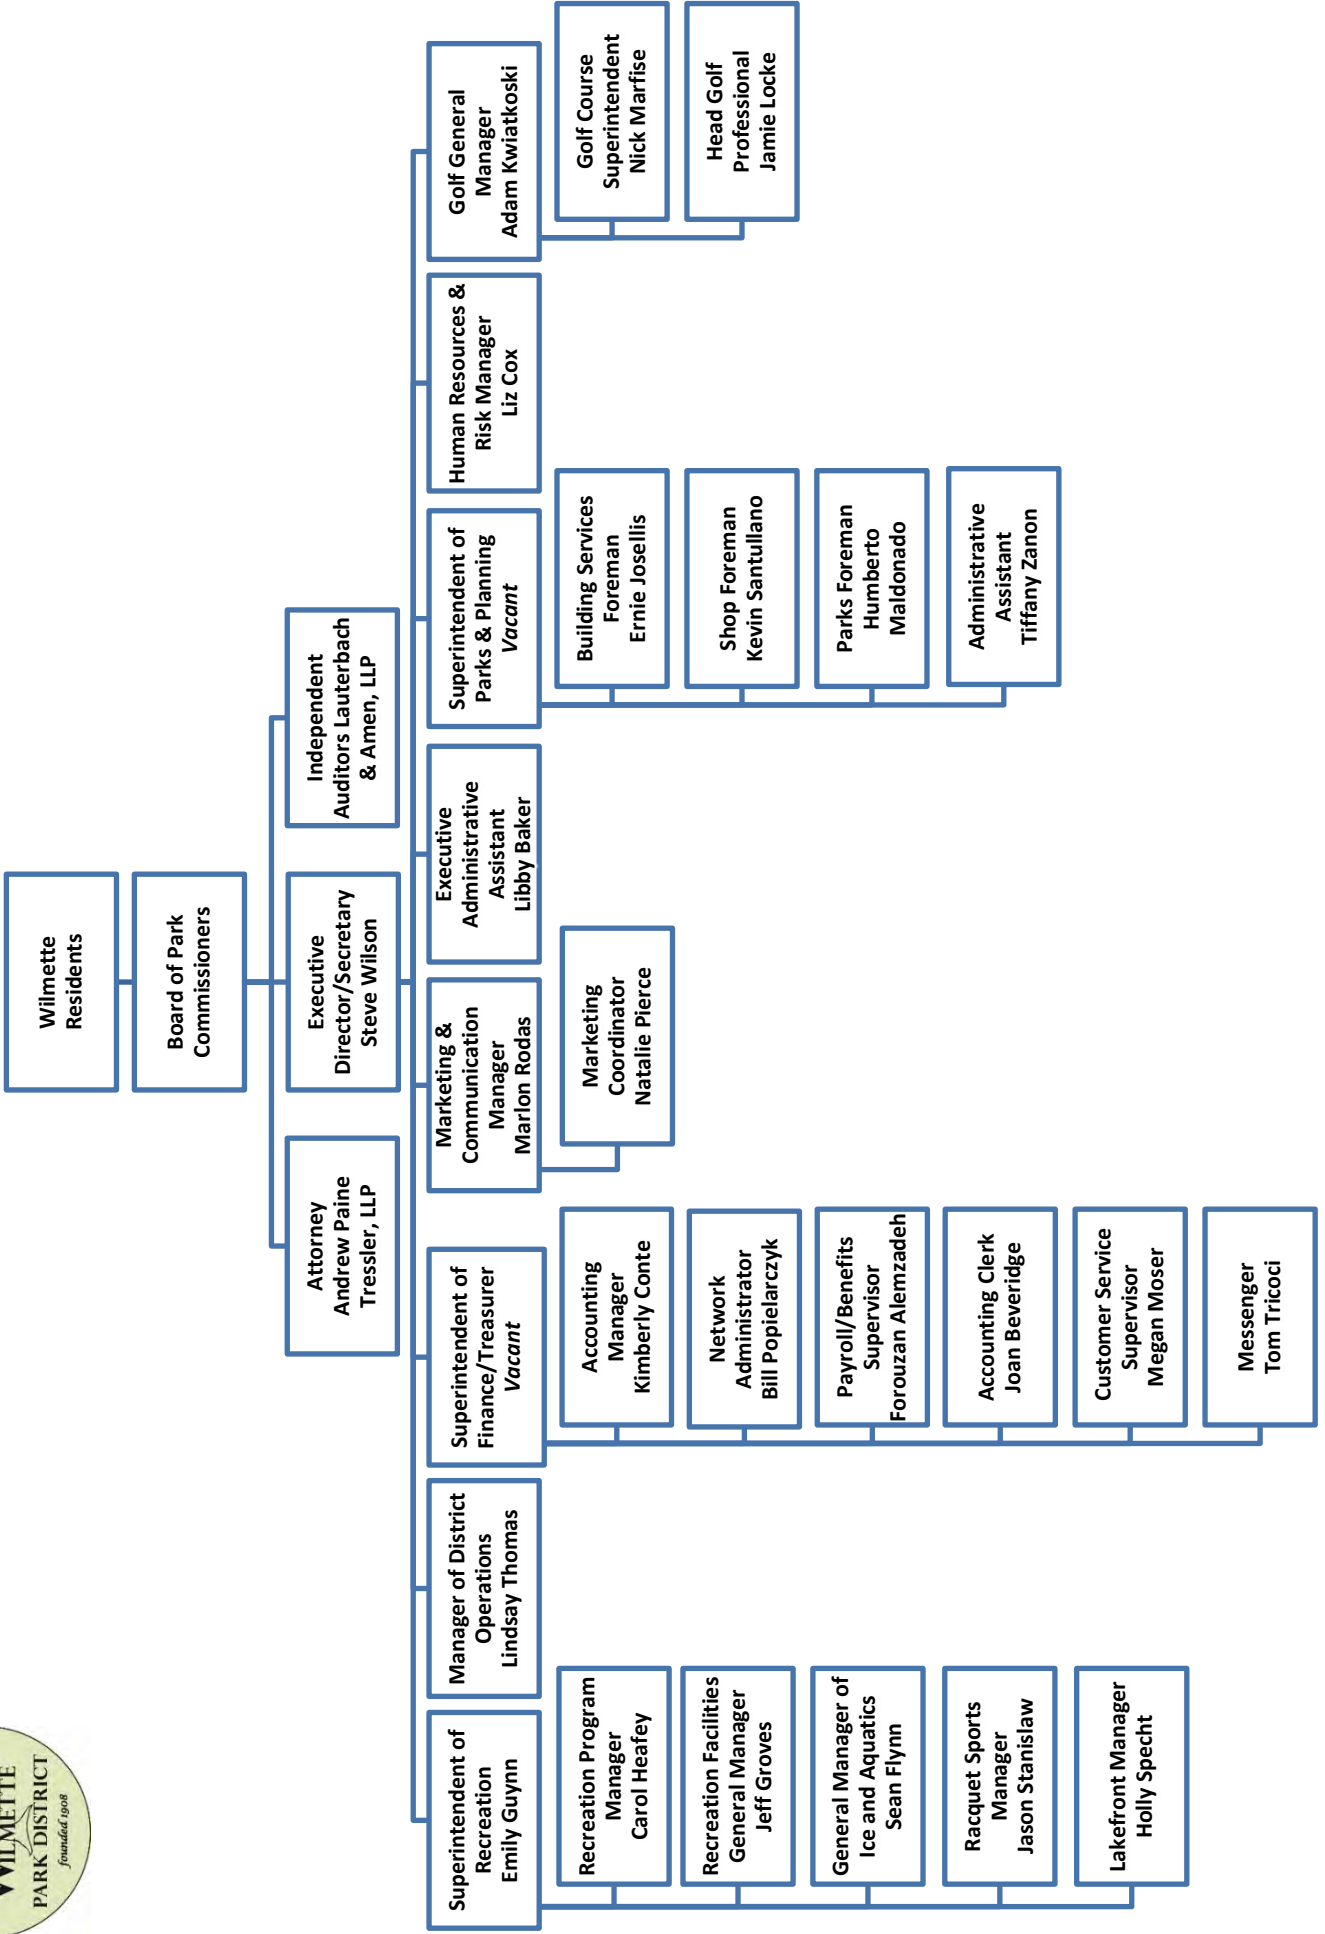 WILMETTE
PARK DISTRICT
founded 1908
Wilmette
Residents
Board of Park
Commissioners
Attorney
Andrew Paine
Tressler, LLP
Executive
Director/Secretary
Steve Wilson
Independent
Auditors Lauterbach
& Amen, LLP
Superintendent of
Recreation
Emily Guynn
Manager of District
Operations
Lindsay Thomas
Superintendent of
Finance/Treasurer
Vacant
Marketing &
Communication
Manager
Marlon Rodas
Executive
Administrative
Assistant
Libby Baker
Superintendent of
Parks & Planning
Vacant
Human Resources &
Risk Manager
Liz Cox
Golf General
Manager
Adam Kwiatkoski
Recreation Program
Manager
Carol Heafey
Recreation Facilities
General Manager
Jeff Groves
General Manager of
Ice and Aquatics
Sean Flynn
Racquet Sports
Manager
Jason Stanislaw
Lakefront Manager
Holly Specht
Accounting
Manager
Kimberly Conte
Network
Administrator
Bill Popielarczyk
Payroll/Benefits
Supervisor
Forouzan Alemzadeh
Accounting Clerk
Joan Beveridge
Customer Service
Supervisor
Megan Moser
Messenger
Tom Tricoci
Marketing
Coordinator
Natalie Pierce
Building Services
Foreman
Ernie Josellis
Shop Foreman
Kevin Santullano
Parks Foreman
Humberto
Maldonado
Administrative
Assistant
Tiffany Zanon
Golf Course
Superintendent
Nick Marfise
Head Golf
Professional
Jamie Locke